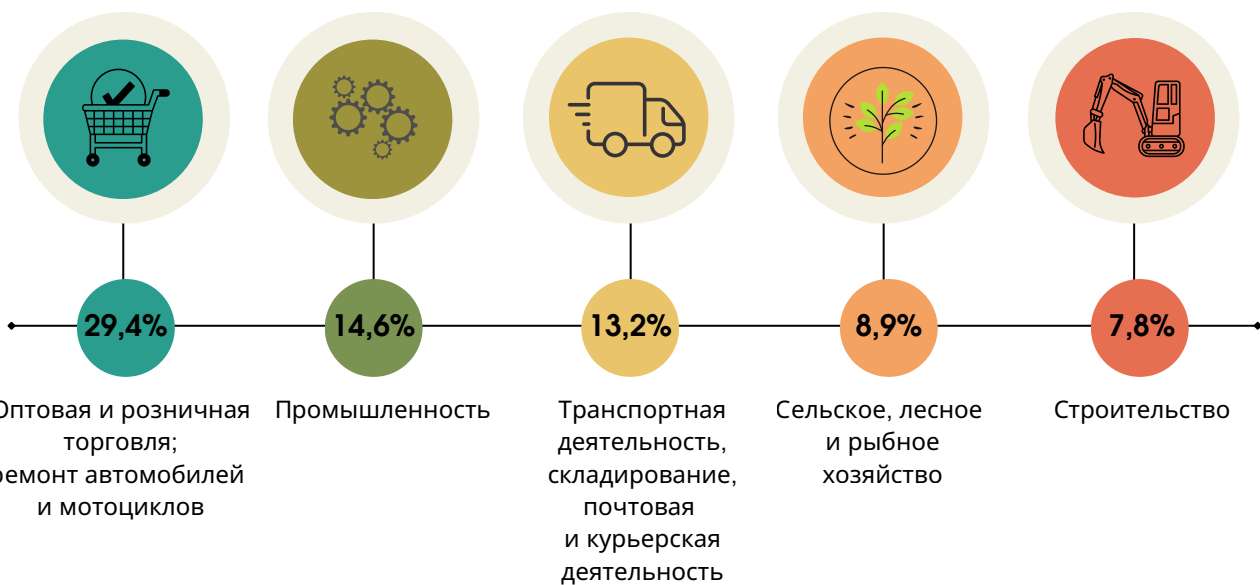 29,4%
14,6%
13,2%
8,9%
7,8%
Оптовая и розничная
торговля;
ремонт автомобилей
и мотоциклов
Промышленность
Транспортная
деятельность,
складирование,
почтовая
и курьерская
деятельность
Сельское, лесное
и рыбное
хозяйство
Строительство